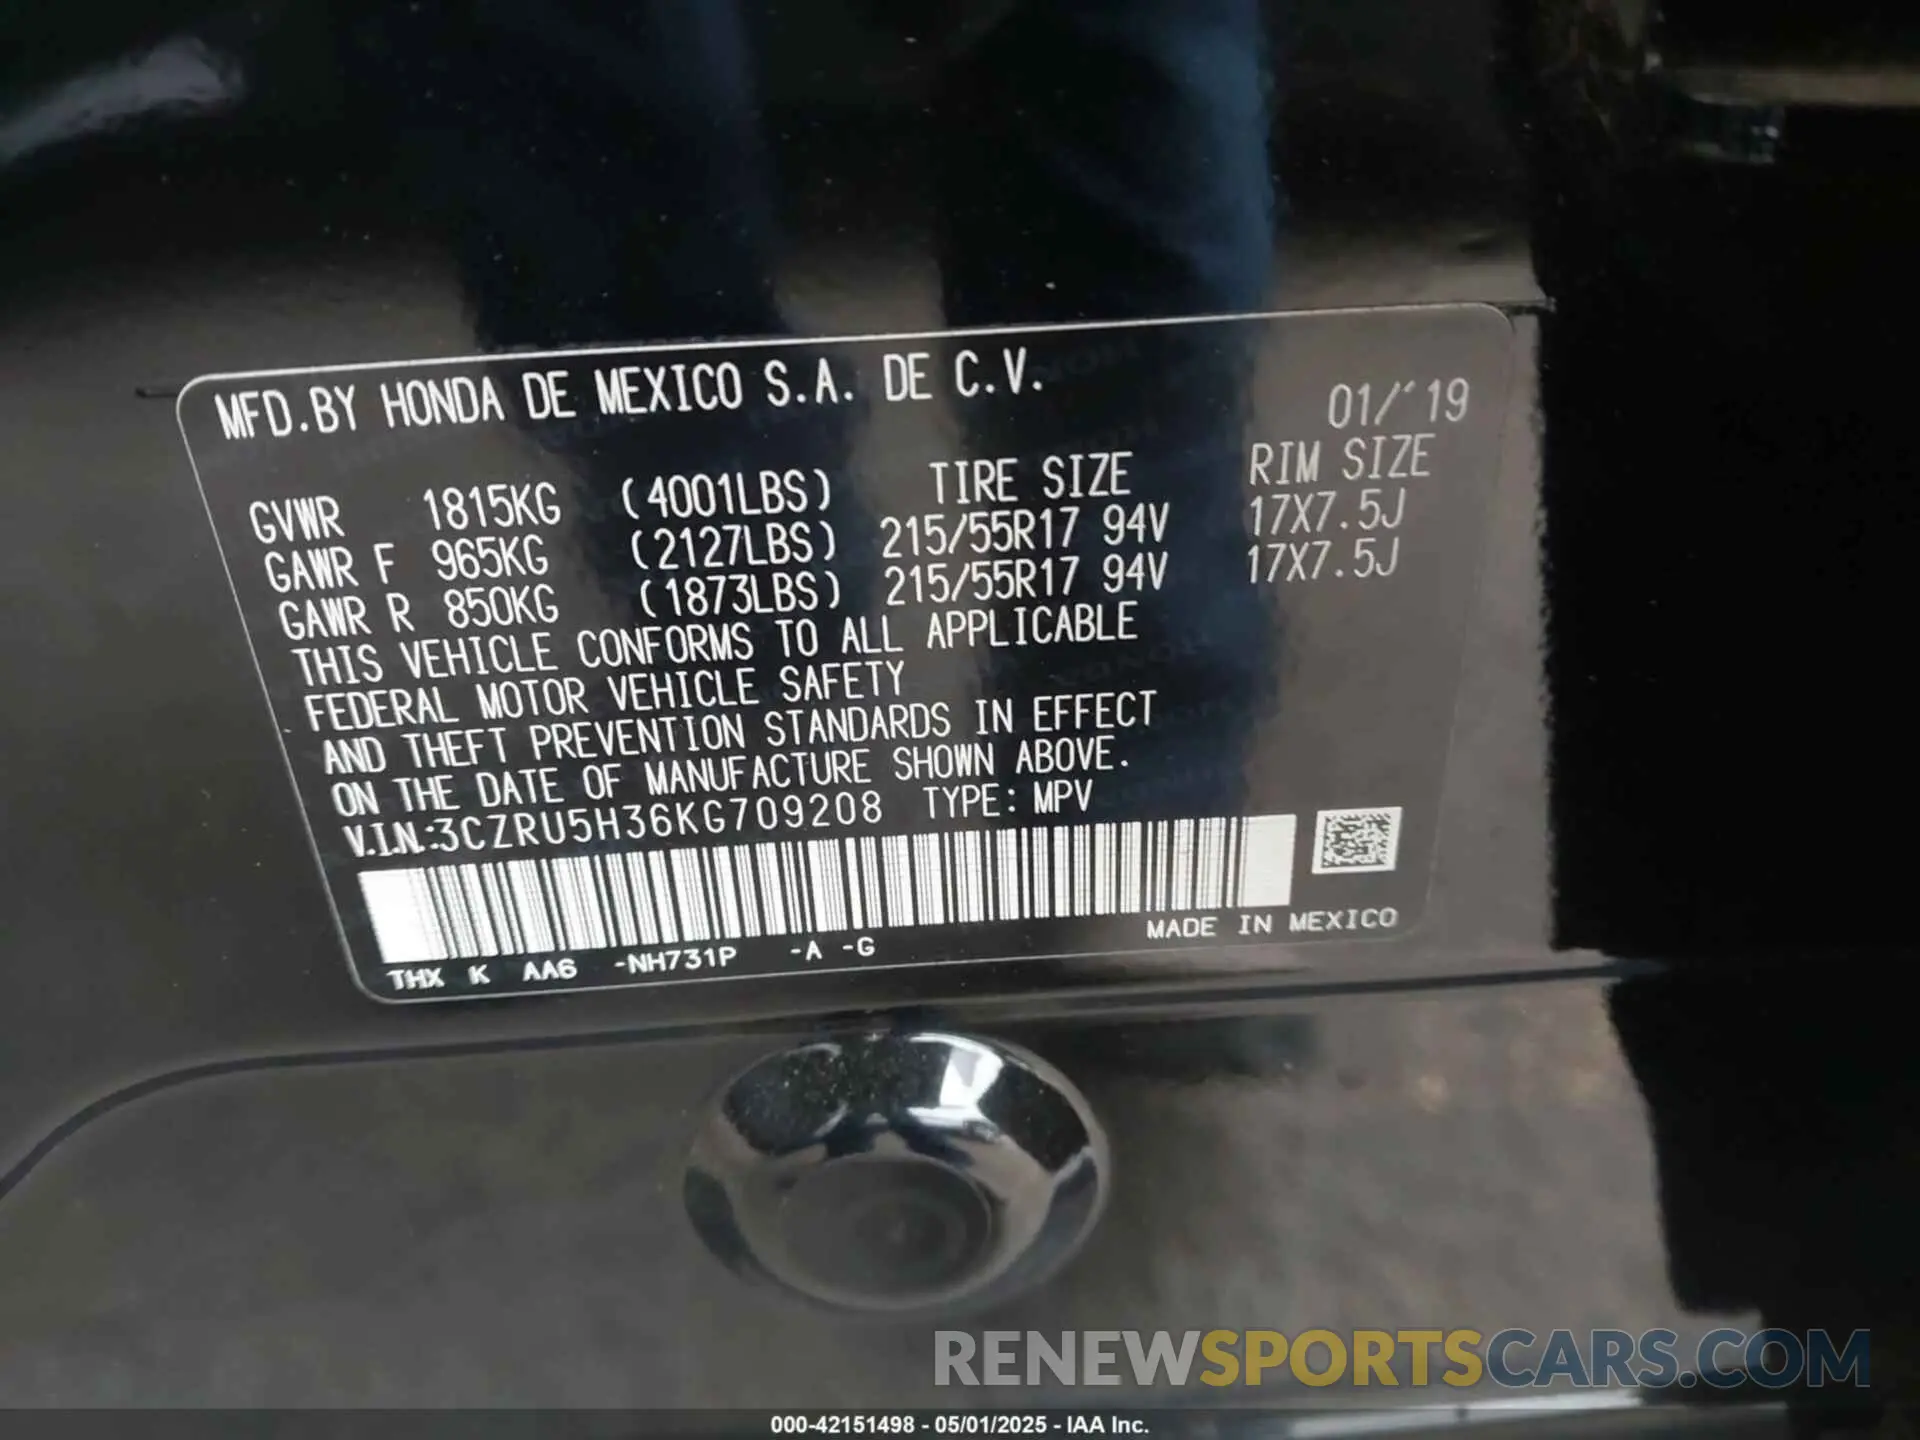 MFD.BY HONDA DE MEXICO S.A. DE C.V.
01/'19
GVWR 1815KG (4001LBS) TIRE SIZE RIM SIZE
GAWR F 965KG (2127LBS) 215/55R17 94V 17X7.5J
GAWR R 850KG (1873LBS) 215/55R17 94V 17X7.5J
THIS VEHICLE CONFORMS TO ALL APPLICABLE
FEDERAL MOTOR VEHICLE SAFETY
AND THEFT PREVENTION STANDARDS IN EFFECT
ON THE DATE OF MANUFACTURE SHOWN ABOVE.
V.I.N.:3CZRU5H36KG709208 TYPE: MPV
MADE IN MEXICO
THX K AA6 -NH731P -A -G
RENEWSPORTSCARS.COM
000-42151498 - 05/01/2025 - IAA Inc.